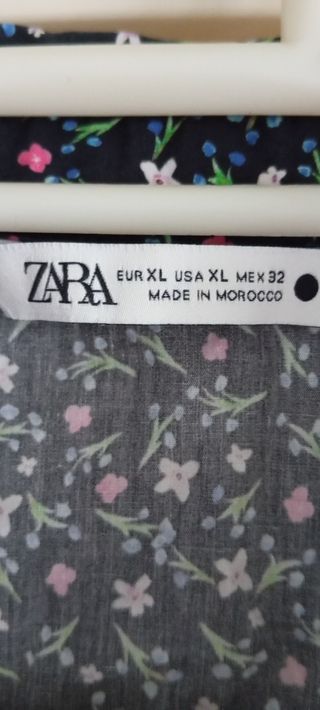 ZARA
EUR XL USA XL MEX 32
MADE IN MOROCCO